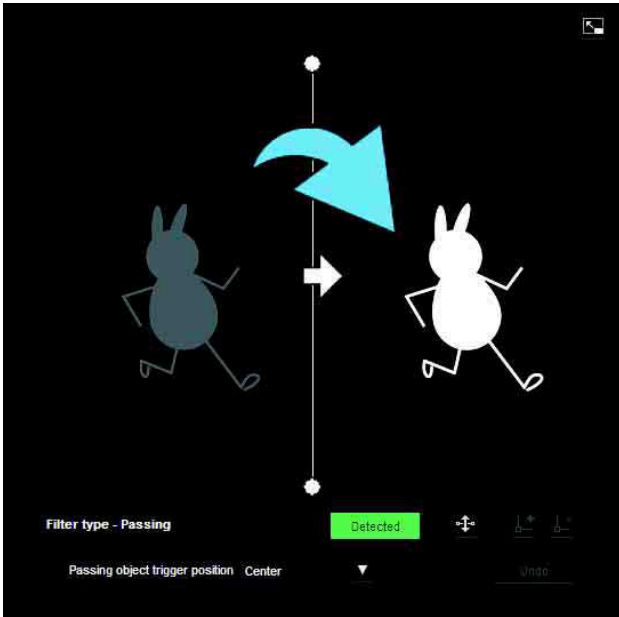 Filter type - Passing
Detected
Passing object trigger position Center
Undo